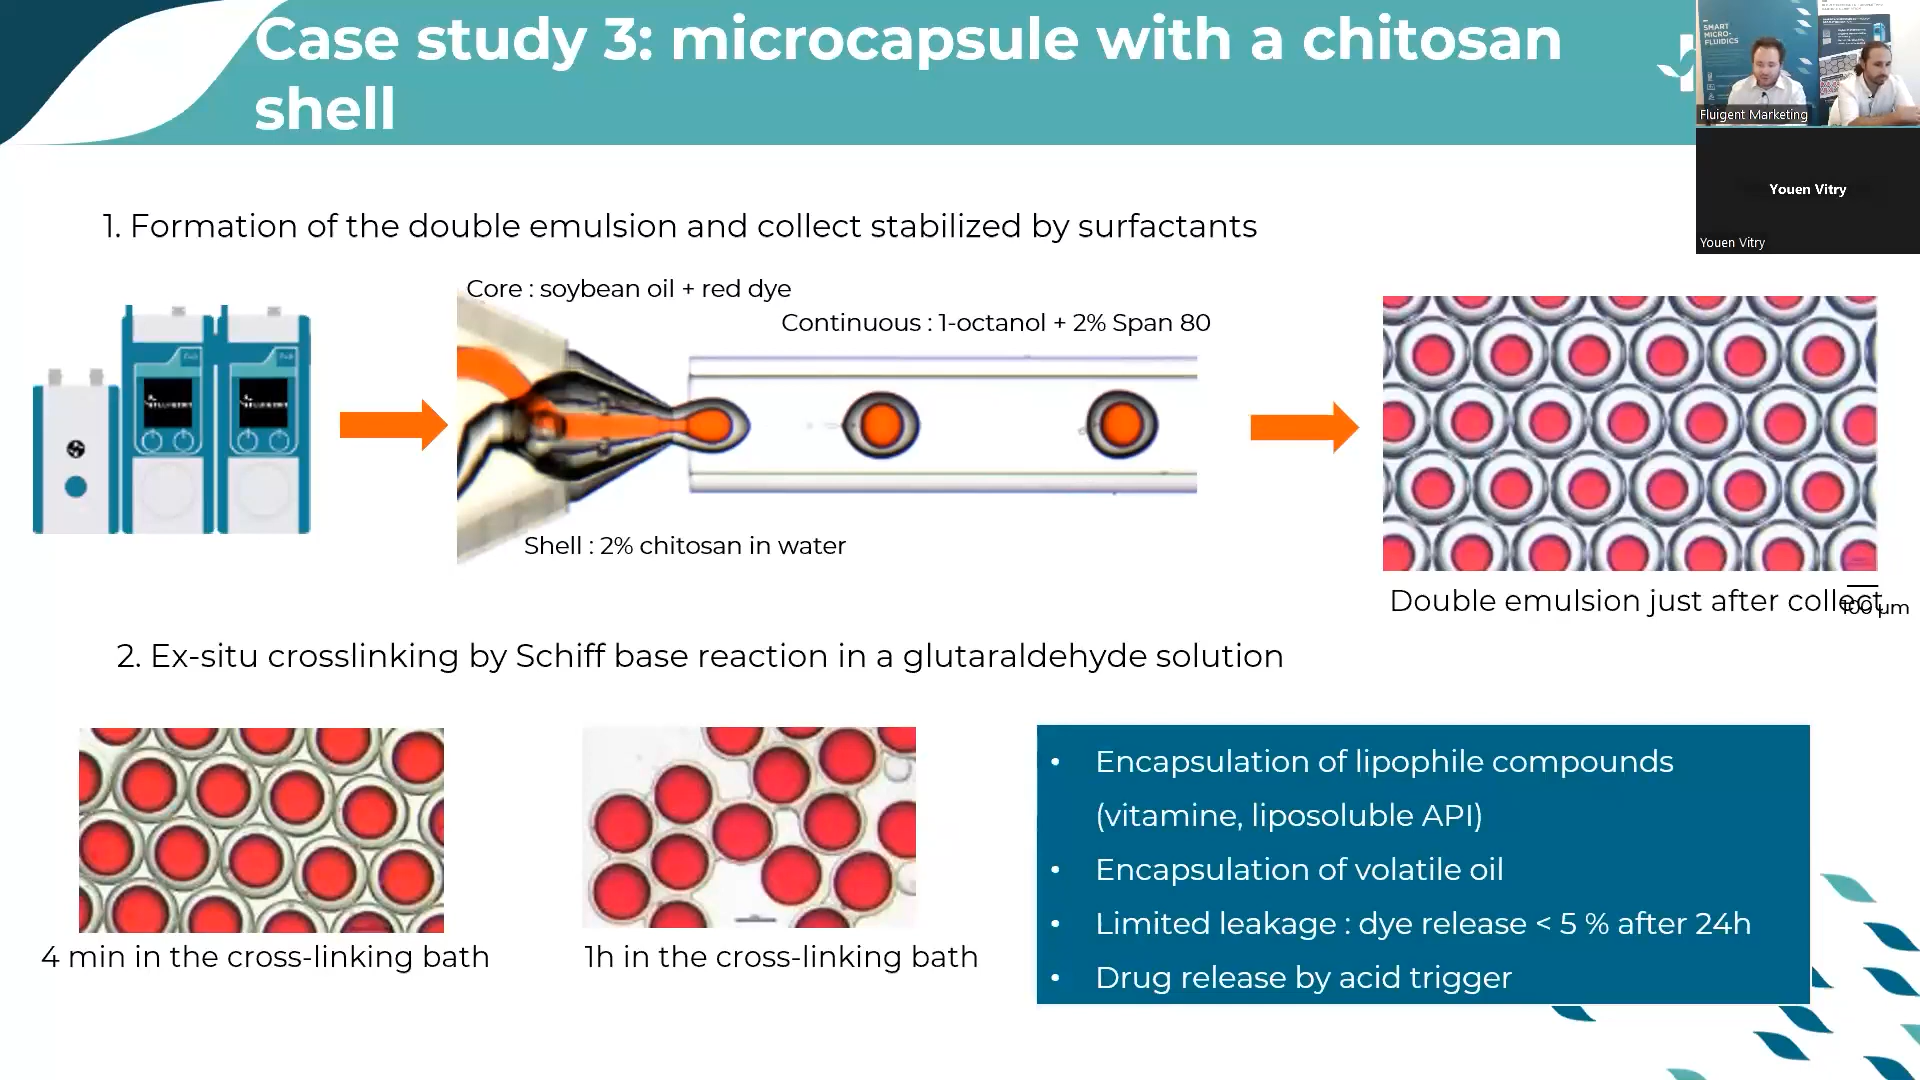 Case study 3: microcapsule with a chitosan
shell
SMART
MICRO-
FLUIDICS
Fluigent Marketing
Youen Vitry
Youen Vitry
1. Formation of the double emulsion and collect stabilized by surfactants
Core : soybean oil + red dye
Continuous : 1-octanol + 2% Span 80
Shell : 2% chitosan in water
Double emulsion just after collect
100 µm
2. Ex-situ crosslinking by Schiff base reaction in a glutaraldehyde solution
4 min in the cross-linking bath
1h in the cross-linking bath
• Encapsulation of lipophile compounds
(vitamine, liposoluble API)
• Encapsulation of volatile oil
• Limited leakage : dye release < 5 % after 24h
• Drug release by acid trigger